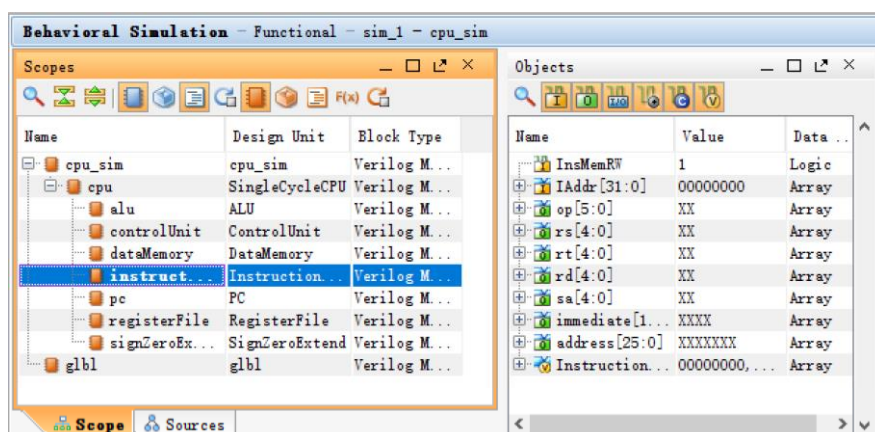 Behavioral Simulation - Functional - sim_1 - cpu_sim
Scopes
F(x)
Name Design Unit Block Type
cpu_sim cpu_sim Verilog M...
cpu SingleCycleCPU Verilog M...
alu ALU Verilog M...
controlUnit ControlUnit Verilog M...
dataMemory DataMemory Verilog M...
instruct... Instruction... Verilog M...
pc PC Verilog M...
registerFile RegisterFile Verilog M...
signZeroEx... SignZeroExtend Verilog M...
glbl glbl Verilog M...
Scope Sources
Objects
Name Value Data ..
InsMemRW 1 Logic
IAddr[31:0] 00000000 Array
op[5:0] XX Array
rs[4:0] XX Array
rt[4:0] XX Array
rd[4:0] XX Array
sa[4:0] XX Array
immediate[1... XXXX Array
address[25:0] XXXXXXX Array
Instruction... 00000000,... Array